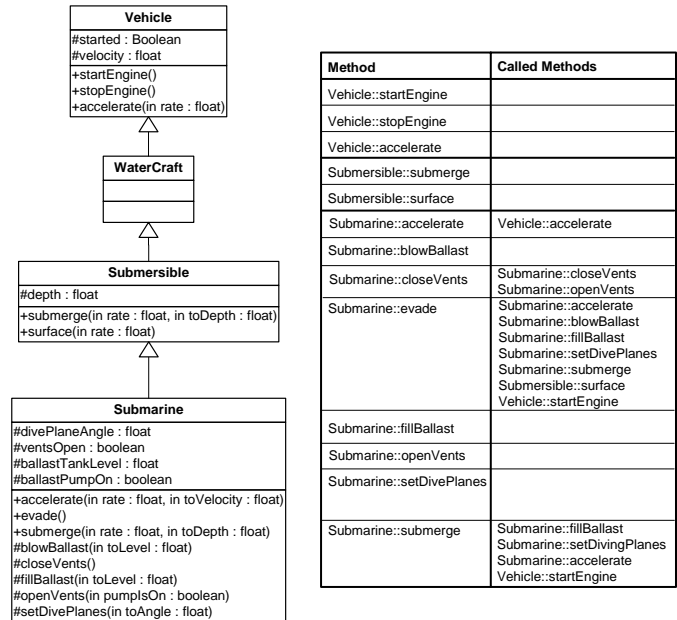 Vehicle
#started : Boolean
#velocity : float
+startEngine()
+stopEngine()
+accelerate(in rate : float)
WaterCraft
Submersible
#depth : float
+submerge(in rate : float, in toDepth : float)
+surface(in rate : float)
Submarine
#divePlaneAngle : float
#ventsOpen : boolean
#ballastTankLevel : float
#ballastPumpOn : boolean
+accelerate(in rate : float, in toVelocity : float)
+evade()
+submerge(in rate : float, in toDepth : float)
#blowBallast(in toLevel : float)
#closeVents()
#fillBallast(in toLevel : float)
#openVents(in pumpIsOn : boolean)
#setDivePlanes(in toAngle : float)
Method Called Methods
Vehicle::startEngine
Vehicle::stopEngine
Vehicle::accelerate
Submersible::submerge
Submersible::surface
Submarine::accelerate Vehicle::accelerate
Submarine::blowBallast
Submarine::closeVents Submarine::closeVents
Submarine::openVents
Submarine::evade Submarine::accelerate
Submarine::blowBallast
Submarine::fillBallast
Submarine::setDivePlanes
Submarine::submerge
Submersible::surface
Vehicle::startEngine
Submarine::fillBallast
Submarine::openVents
Submarine::setDivePlanes
Submarine::submerge Submarine::fillBallast
Submarine::setDivingPlanes
Submarine::accelerate
Vehicle::startEngine